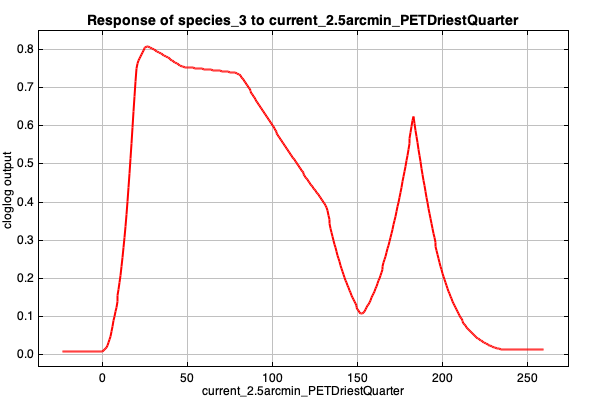 Response of species_3 to current_2.5arcmin_PETDriestQuarter
0.8
0.7
0.6
0.5
0.4
0.3
0.2
0.1
0.0
cloglog output
0 50 100 150 200 250
current_2.5arcmin_PETDriestQuarter